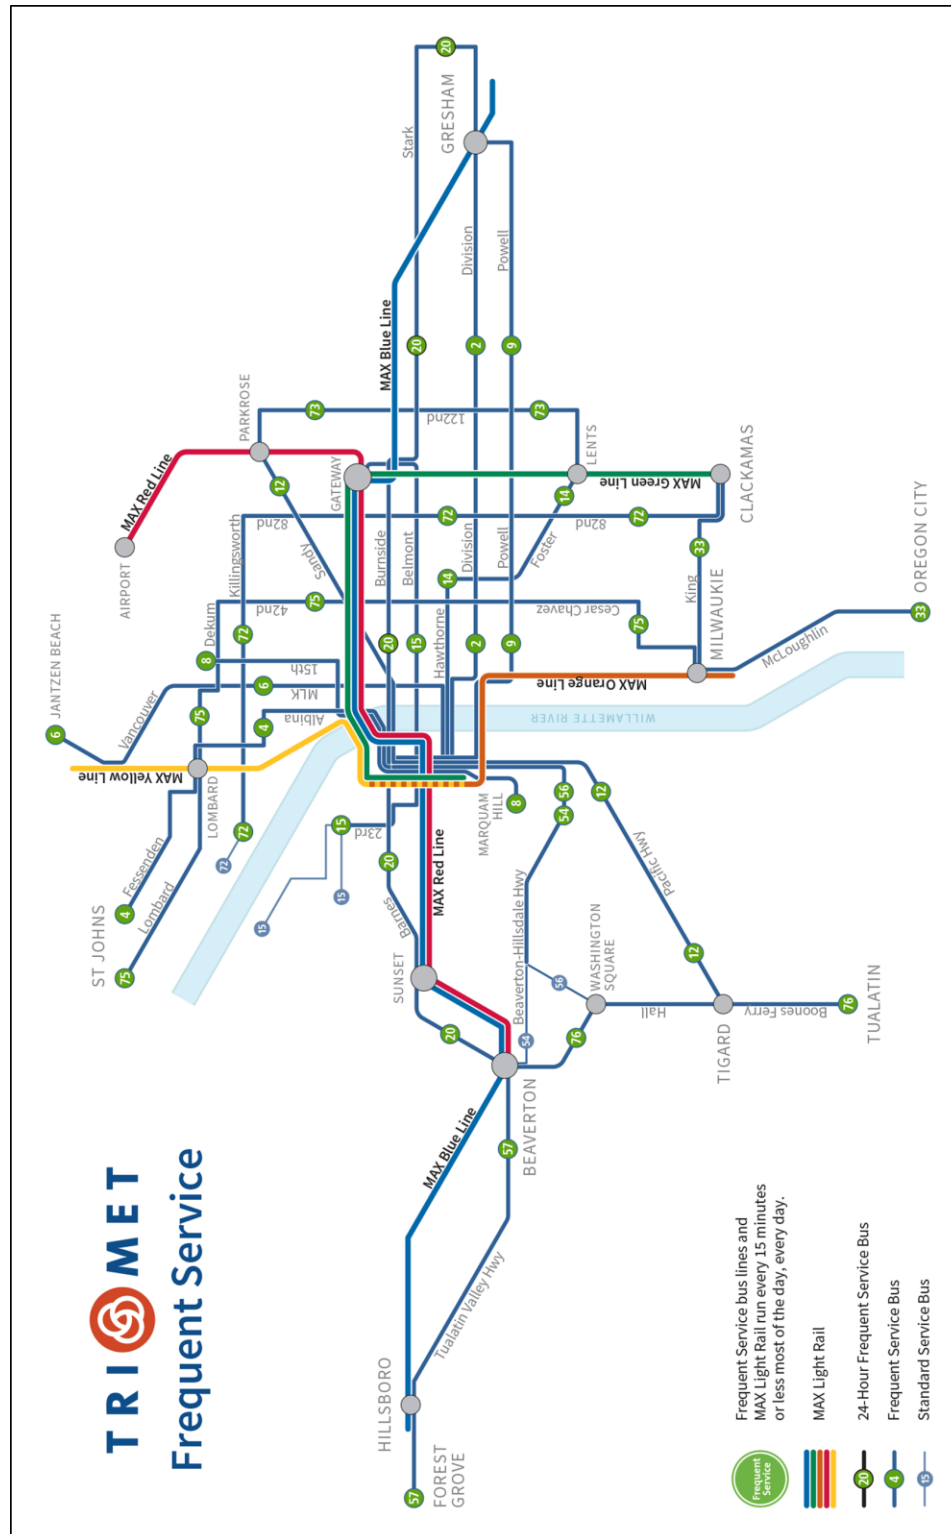 TRIMET
Frequent Service
Frequent
Service
Frequent Service bus lines and
MAX Light Rail run every 15 minutes
or less most of the day, every day.
MAX Light Rail
20
24-Hour Frequent Service Bus
4
Frequent Service Bus
15
Standard Service Bus
57
FOREST
GROVE
HILLSBORO
Tualatin Valley Hwy
MAX Blue Line
57
BEAVERTON
20
54
76
SUNSET
Barnes
20
MAX Red Line
Beaverton-Hillsdale Hwy
56
WASHINGTON
SQUARE
Hall
TIGARD
Boones Ferry
76
TUALATIN
12
Pacific Hwy
12
54
56
MARQUAM
HILL
8
ST JOHNS
75
4
Lombard
Fessenden
72
72
15
15
15
23rd
LOMBARD
MAX Yellow Line
6
JANTZEN BEACH
Vancouver
4
Albina
6
MLK
75
8
15th
Dekum
72
Killingsworth
42nd
75
AIRPORT
MAX Red Line
Sandy
82nd
12
PARKROSE
GATEWAY
73
122nd
73
20
Burnside
15
Belmont
Hawthorne
14
2
Division
9
Powell
Foster
14
LENTS
72
82nd
72
MAX Green Line
CLACKAMAS
33
King
MILWAUKIE
75
Cesar Chavez
MAX Orange Line
WILLAMETTE RIVER
McLoughlin
33
OREGON CITY
MAX Blue Line
20
2
9
Stark
Division
Powell
GRESHAM
20